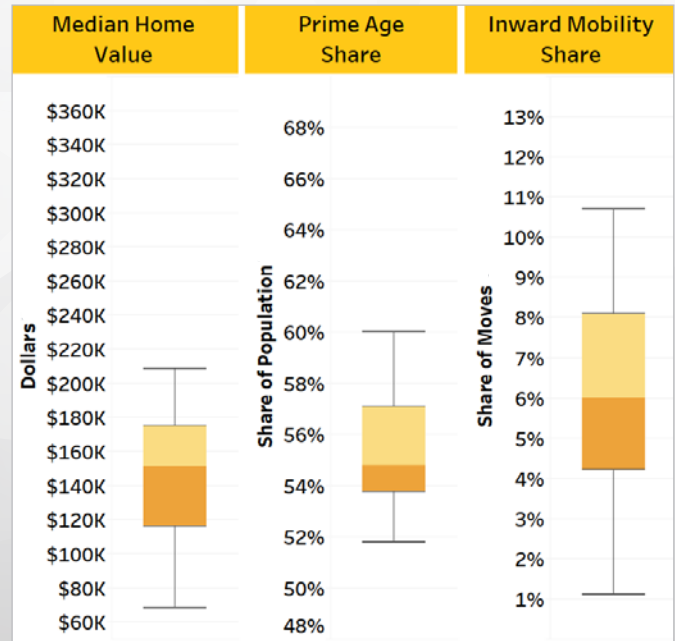 Median Home
Value
Prime Age
Share
Inward Mobility
Share
Dollars
$360K
$340K
$320K
$300K
$280K
$260K
$240K
$220K
$200K
$180K
$160K
$140K
$120K
$100K
$80K
$60K
Share of Population
68%
66%
64%
62%
60%
58%
56%
54%
52%
50%
48%
Share of Moves
13%
12%
11%
10%
9%
8%
7%
6%
5%
4%
3%
2%
1%